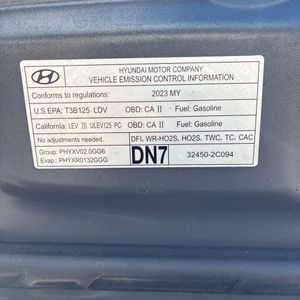 HYUNDAI MOTOR COMPANY
VEHICLE EMISSION CONTROL INFORMATION
Conforms to regulations: 2023 MY
U.S.EPA: T3B125 LDV OBD: CA II Fuel: Gasoline
California: LEV III ULEV125 PC OBD: CA II Fuel: Gasoline
No adjustments needed. DFI, WR-HO2S, HO2S, TWC, TC, CAC
Group: PHYXV02.0GG6
Evap.: PHYXR0132GGG
DN7
32450-2C094